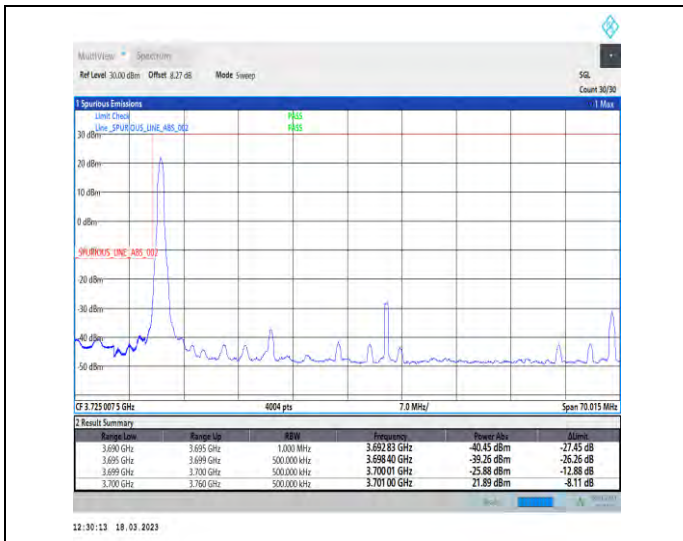 MultiView Spectrum
Ref Level 30.00 dBm Offset 8.27 dB Mode Sweep SGL
Count 30/30
1 Spurious Emissions 1 Max
Limit Check PASS
Line _SPURIOUS_LINE_ABS_002 PASS
30 dBm
20 dBm
10 dBm
0 dBm
_SPURIOUS_LINE_ABS_002
-20 dBm
-30 dBm
-40 dBm
-50 dBm
CF 3.725 007 5 GHz 4004 pts 7.0 MHz/ Span 70.015 MHz
2 Result Summary
Range Low Range Up RBW Frequency Power Abs ΔLimit
3.690 GHz 3.695 GHz 1.000 MHz 3.692 83 GHz -40.45 dBm -27.45 dB
3.695 GHz 3.699 GHz 500.000 kHz 3.698 40 GHz -39.26 dBm -26.26 dB
3.699 GHz 3.700 GHz 500.000 kHz 3.700 01 GHz -25.88 dBm -12.88 dB
3.700 GHz 3.760 GHz 500.000 kHz 3.701 00 GHz 21.89 dBm -8.11 dB
12:30:13 18.03.2023